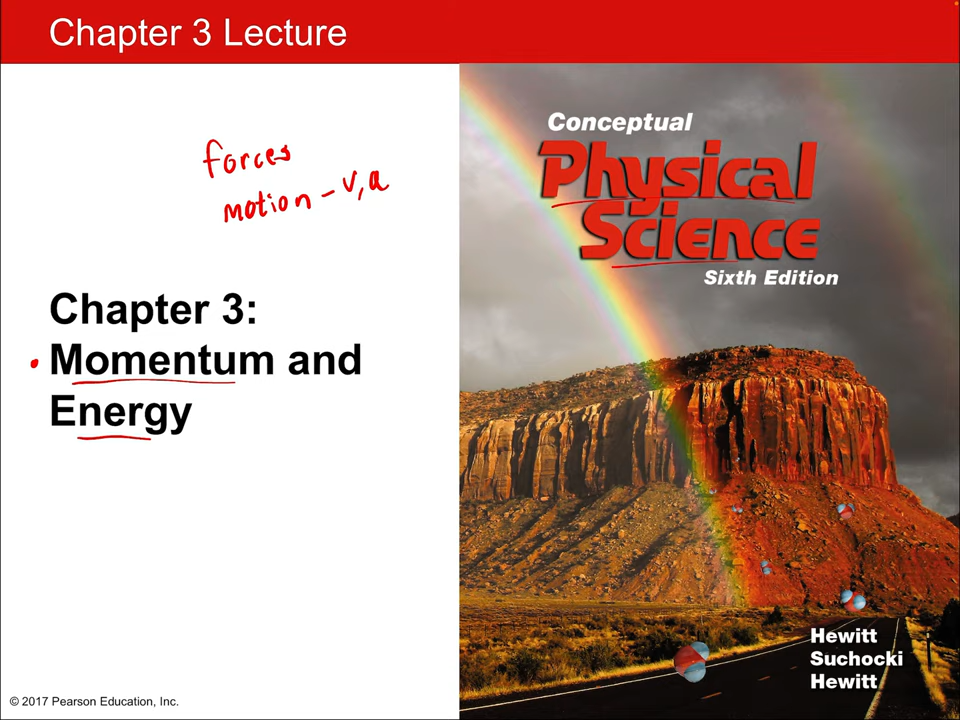 Chapter 3 Lecture
forces
motion - v, a
Chapter 3:
Momentum and
Energy
© 2017 Pearson Education, Inc.
Conceptual
Physical
Science
Sixth Edition
Hewitt
Suchocki
Hewitt